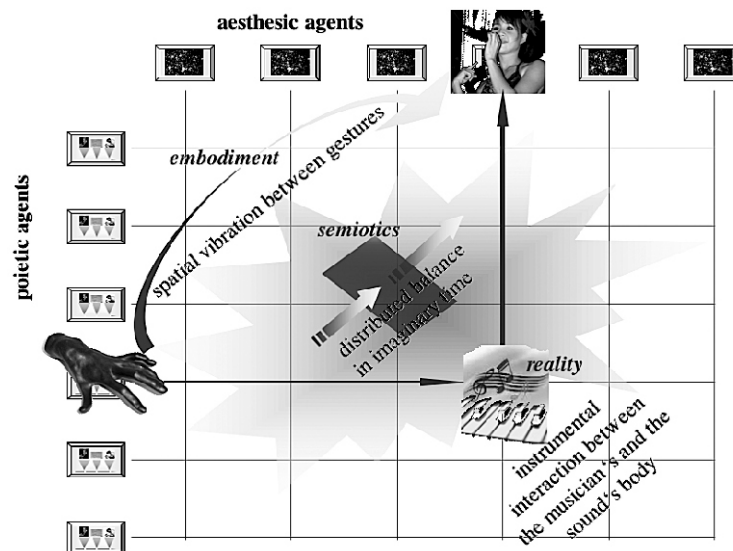 aesthesic agents
poietic agents
embodiment
spatial vibration between gestures
semiotics
distributed balance
in imaginary time
reality
instrumental
interaction between
the musician's and the
sound's body